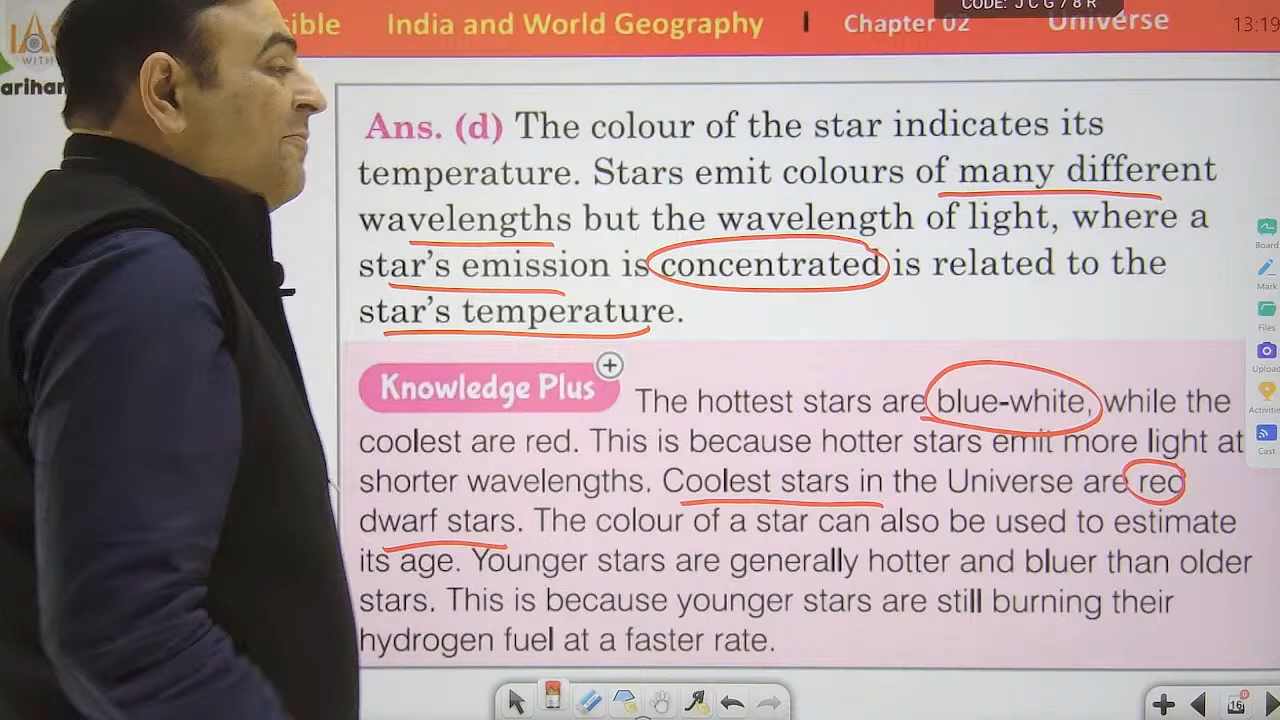 CODE: JCG78R
ible India and World Geography | Chapter 02 Universe 13:19
IAS
WITH
arihan
Ans. (d) The colour of the star indicates its
temperature. Stars emit colours of many different
wavelengths but the wavelength of light, where a
star's emission is concentrated is related to the
star's temperature.
Knowledge Plus + The hottest stars are blue-white, while the
coolest are red. This is because hotter stars emit more light at
shorter wavelengths. Coolest stars in the Universe are red
dwarf stars. The colour of a star can also be used to estimate
its age. Younger stars are generally hotter and bluer than older
stars. This is because younger stars are still burning their
hydrogen fuel at a faster rate.
Board
Mark
Files
Upload
Activitie
Cast
16